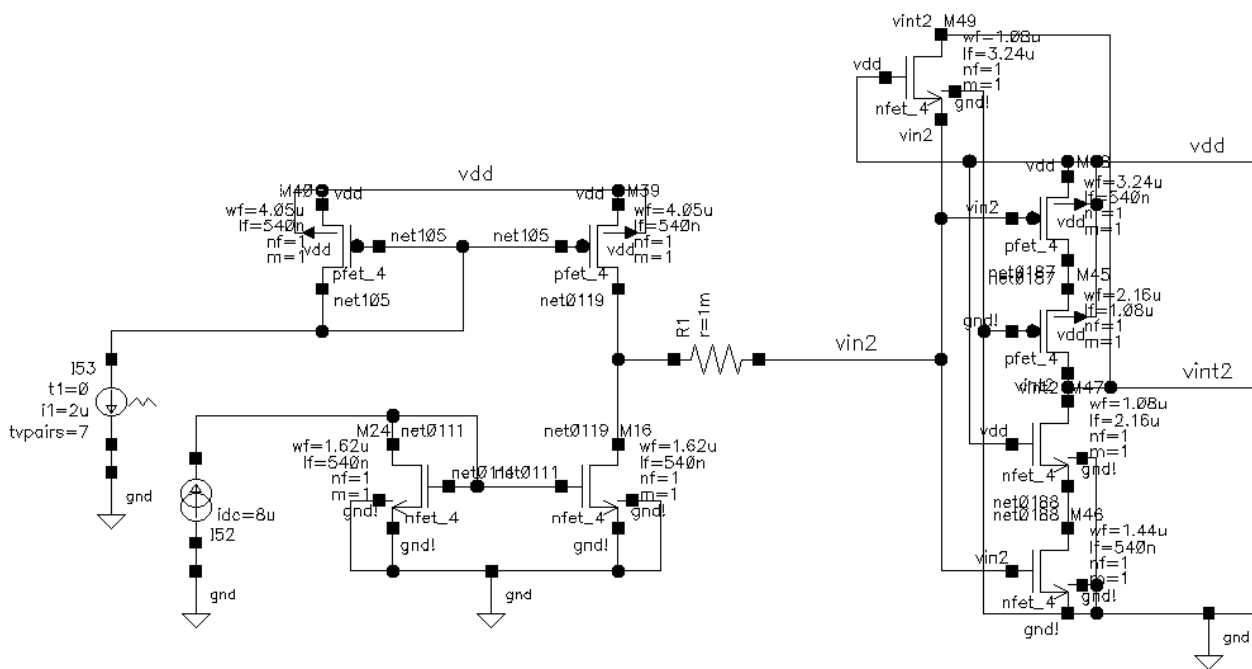 vint2 M49
wf=1.08u
lf=3.24u
nf=1
m=1
vdd
gnd!
nfet_4
vin2
vdd
vdd
wf=3.24u
lf=540n
nf=1
m=1
vin2
vdd
pfet_4
net0187
net0187
M45
wf=2.16u
lf=1.08u
nf=1
m=1
gnd!
vdd
pfet_4
vint2
M47
vint2
wf=1.08u
lf=2.16u
nf=1
m=1
vdd
gnd!
nfet_4
net0188
net0188
M46
wf=1.44u
lf=540n
nf=1
m=1
vin2
gnd!
nfet_4
gnd!
gnd
vdd
M40
vdd
wf=4.05u
lf=540n
nf=1
m=1
vdd
net105
pfet_4
net105
vdd
M39
wf=4.05u
lf=540n
nf=1
m=1
vdd
net105
pfet_4
net0119
R1
r=1m
vin2
I53
t1=0
i1=2u
tvpairs=7
gnd
idc=8u
I52
gnd
M24
net0111
wf=1.62u
lf=540n
nf=1
m=1
gnd!
nfet_4
gnd!
net0111
net0119
M16
wf=1.62u
lf=540n
nf=1
m=1
gnd!
nfet_4
gnd!
gnd